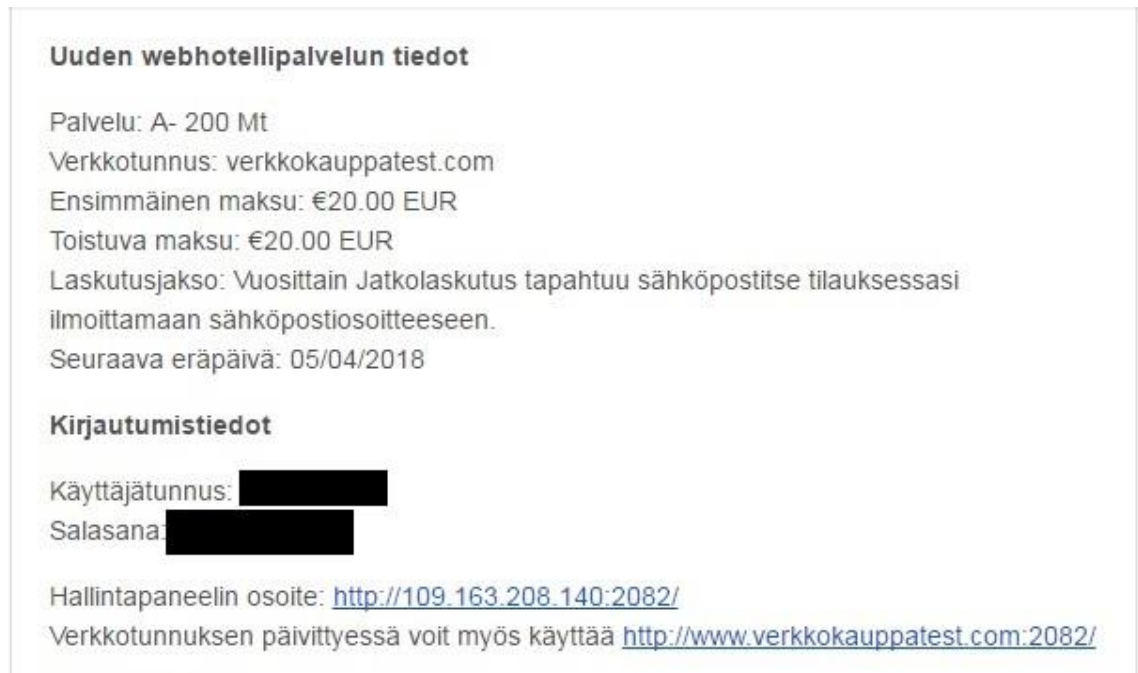 Uuden webhotellipalvelun tiedot
Palvelu: A- 200 Mt
Verkkotunnus: verkkokauppatest.com
Ensimmäinen maksu: €20.00 EUR
Toistuva maksu: €20.00 EUR
Laskutusjakso: Vuosittain Jatkolaskutus tapahtuu sähköpostitse tilauksessasi
ilmoittamaan sähköpostiosoitteeseen.
Seuraava eräpäivä: 05/04/2018
Kirjautumistiedot
Käyttäjätunnus:
Salasana:
Hallintapaneelin osoite: http://109.163.208.140:2082/
Verkkotunnuksen päivittyessä voit myös käyttää http://www.verkkokauppatest.com:2082/